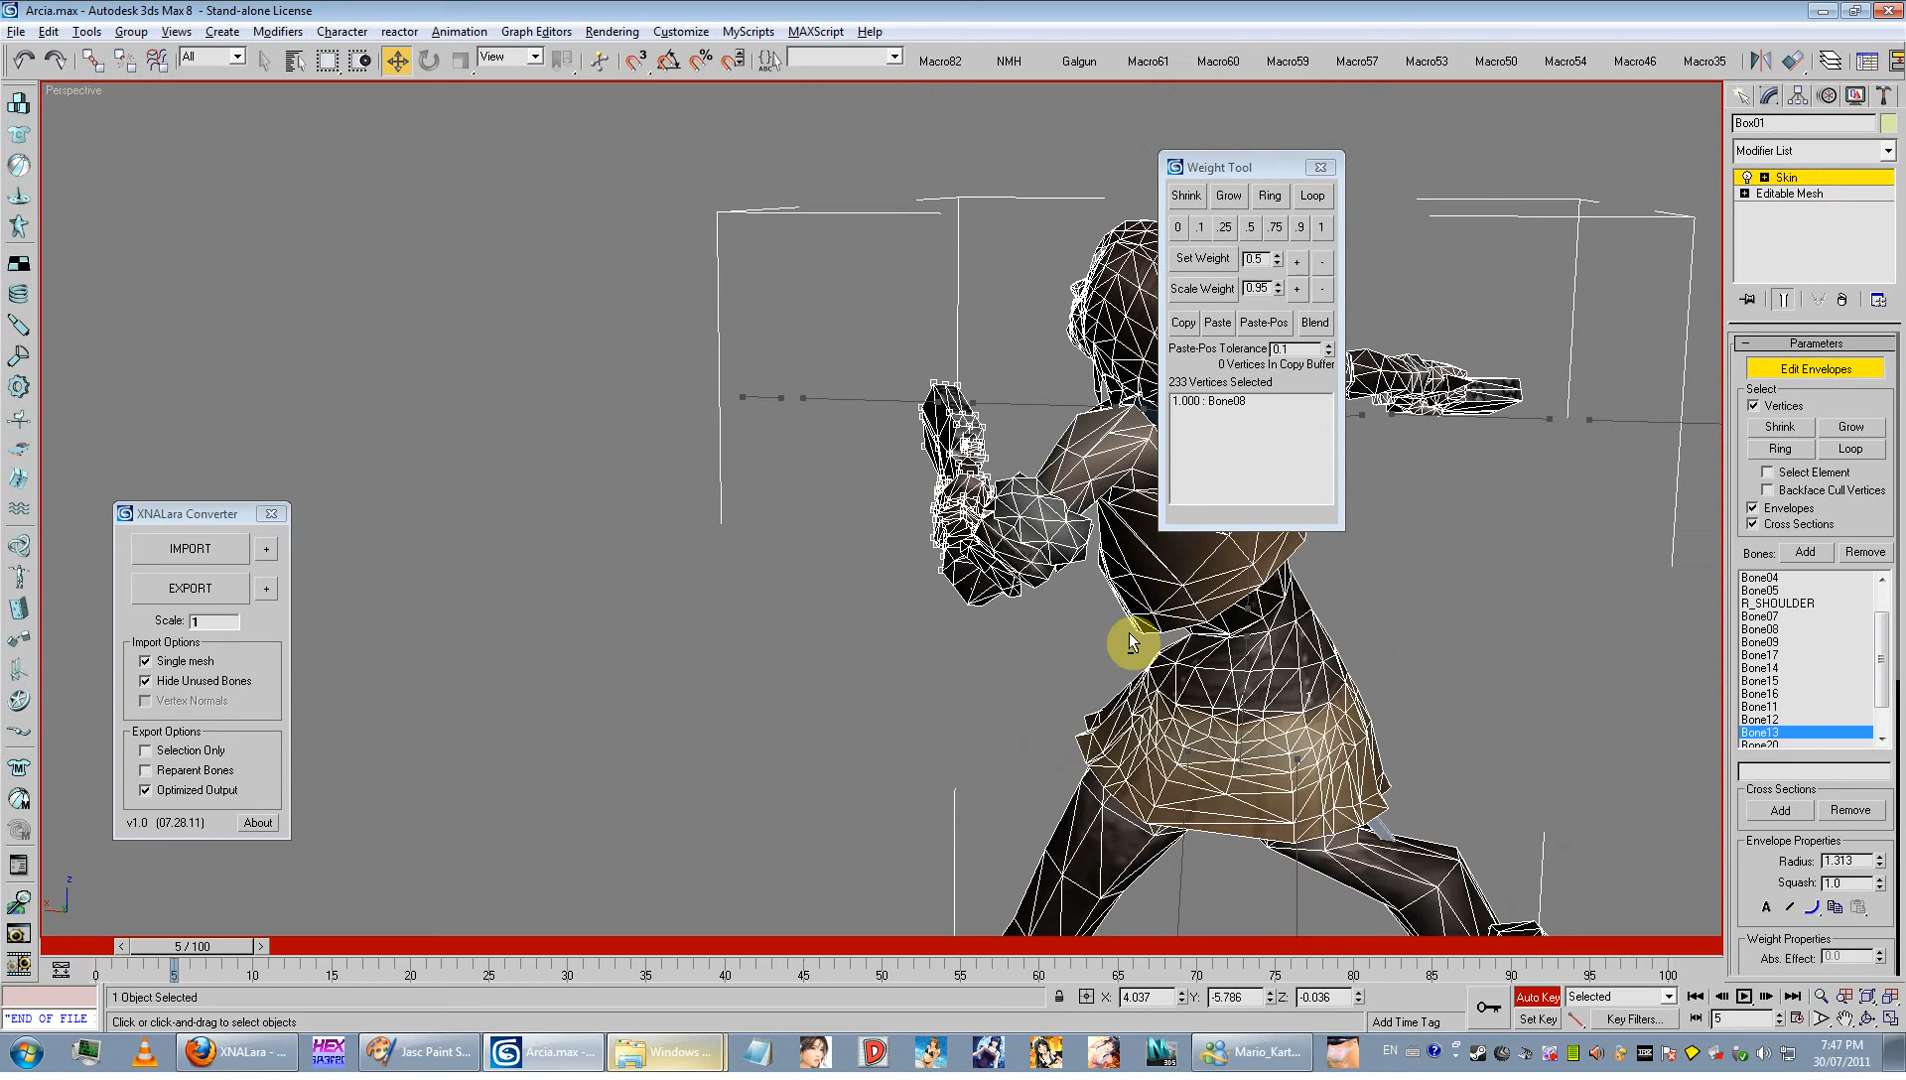 Arcia.max - Autodesk 3ds Max 8 - Stand-alone License
File Edit Tools Group Views Create Modifiers Character reactor Animation Graph Editors Rendering Customize MyScripts MAXScript Help
All View Macro82 NMH Galgun Macro61 Macro60 Macro59 Macro57 Macro53 Macro50 Macro54 Macro46 Macro35
Perspective
Box01
Modifier List
Skin
Editable Mesh
Weight Tool
Shrink Grow Ring Loop
0 .1 .25 .5 .75 .9 1
Set Weight 0.5 + -
Scale Weight 0.95 + -
Copy Paste Paste-Pos Blend
Paste-Pos Tolerance 0.1
0 Vertices In Copy Buffer
233 Vertices Selected
1.000 : Bone08
XNALara Converter
IMPORT +
EXPORT +
Scale: 1
Import Options
Single mesh
Hide Unused Bones
Vertex Normals
Export Options
Selection Only
Reparent Bones
Optimized Output
v1.0 (07.28.11) About
Parameters
Edit Envelopes
Select
Vertices
Shrink Grow
Ring Loop
Select Element
Backface Cull Vertices
Envelopes
Cross Sections
Bones: Add Remove
Bone04
Bone05
R_SHOULDER
Bone07
Bone08
Bone09
Bone17
Bone14
Bone15
Bone16
Bone11
Bone12
Bone13
Bone20
Cross Sections
Add Remove
Envelope Properties
Radius: 1.313
Squash: 1.0
Weight Properties
Abs. Effect: 0.0
z
x
5 / 100
0 5 10 15 20 25 30 35 40 45 50 55 60 65 70 75 80 85 90 95 100
1 Object Selected X: 4.037 Y: -5.786 Z: -0.036 Auto Key Selected
"END OF FILE Click or click-and-drag to select objects Add Time Tag Set Key Key Filters... 5
XNALara - ... HEX Jasc Paint S... Arcia.max - ... Windows ... Mario_Kart... EN
7:47 PM
30/07/2011